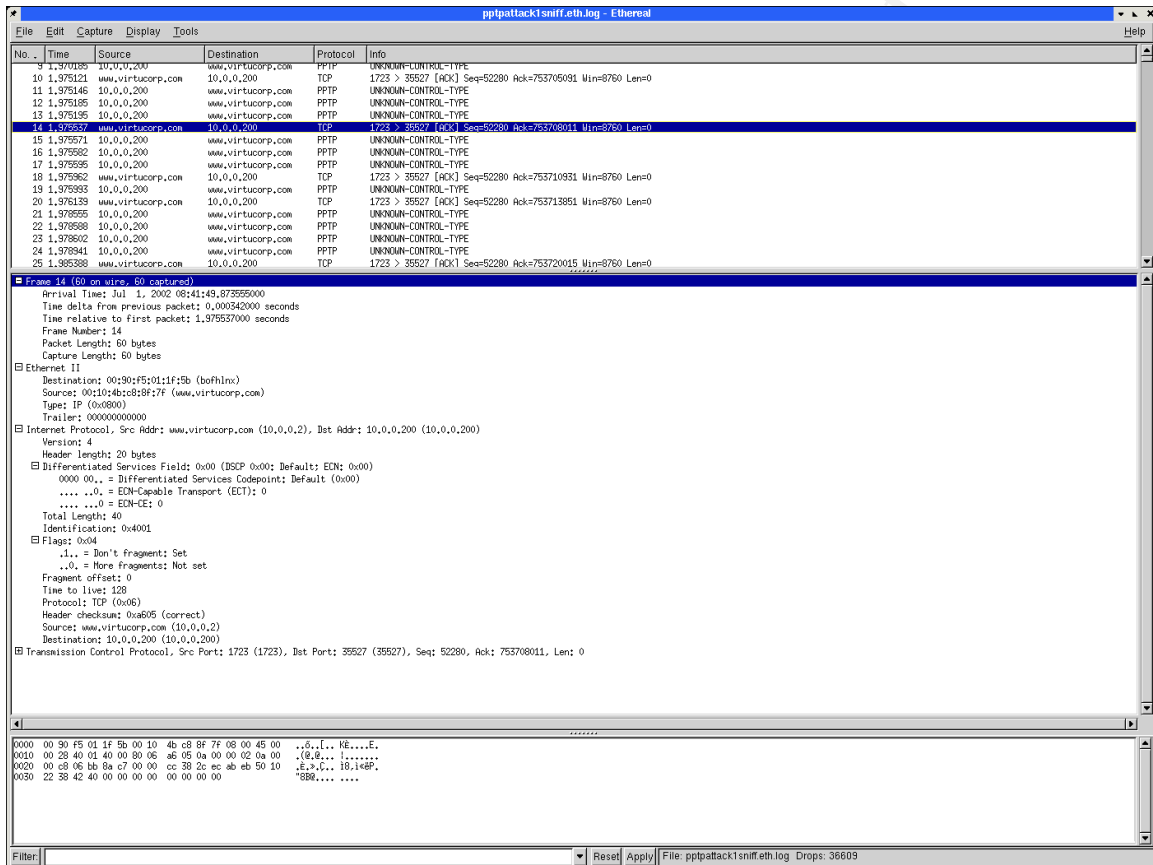 pptpattack1sniff.eth.log - Ethereal
File Edit Capture Display Tools Help
No. . Time Source Destination Protocol Info
9 1.970185 10.0.0.200 www.virtucorp.com PPTP UNKNOWN-CONTROL-TYPE
10 1.975121 www.virtucorp.com 10.0.0.200 TCP 1723 > 35527 [ACK] Seq=52280 Ack=753705091 Win=8760 Len=0
11 1.975146 10.0.0.200 www.virtucorp.com PPTP UNKNOWN-CONTROL-TYPE
12 1.975185 10.0.0.200 www.virtucorp.com PPTP UNKNOWN-CONTROL-TYPE
13 1.975195 10.0.0.200 www.virtucorp.com PPTP UNKNOWN-CONTROL-TYPE
14 1.975537 www.virtucorp.com 10.0.0.200 TCP 1723 > 35527 [ACK] Seq=52280 Ack=753708011 Win=8760 Len=0
15 1.975571 10.0.0.200 www.virtucorp.com PPTP UNKNOWN-CONTROL-TYPE
16 1.975582 10.0.0.200 www.virtucorp.com PPTP UNKNOWN-CONTROL-TYPE
17 1.975595 10.0.0.200 www.virtucorp.com PPTP UNKNOWN-CONTROL-TYPE
18 1.975962 www.virtucorp.com 10.0.0.200 TCP 1723 > 35527 [ACK] Seq=52280 Ack=753710931 Win=8760 Len=0
19 1.975993 10.0.0.200 www.virtucorp.com PPTP UNKNOWN-CONTROL-TYPE
20 1.976139 www.virtucorp.com 10.0.0.200 TCP 1723 > 35527 [ACK] Seq=52280 Ack=753713851 Win=8760 Len=0
21 1.978555 10.0.0.200 www.virtucorp.com PPTP UNKNOWN-CONTROL-TYPE
22 1.978588 10.0.0.200 www.virtucorp.com PPTP UNKNOWN-CONTROL-TYPE
23 1.978602 10.0.0.200 www.virtucorp.com PPTP UNKNOWN-CONTROL-TYPE
24 1.978941 10.0.0.200 www.virtucorp.com PPTP UNKNOWN-CONTROL-TYPE
25 1.985388 www.virtucorp.com 10.0.0.200 TCP 1723 > 35527 [ACK] Seq=52280 Ack=753720015 Win=8760 Len=0
Frame 14 (60 on wire, 60 captured)
Arrival Time: Jul 1, 2002 08:41:49.873555000
Time delta from previous packet: 0.000342000 seconds
Time relative to first packet: 1.975537000 seconds
Frame Number: 14
Packet Length: 60 bytes
Capture Length: 60 bytes
Ethernet II
Destination: 00:90:f5:01:1f:5b (bofhlnx)
Source: 00:10:4b:c8:8f:7f (www.virtucorp.com)
Type: IP (0x0800)
Trailer: 000000000000
Internet Protocol, Src Addr: www.virtucorp.com (10.0.0.2), Dst Addr: 10.0.0.200 (10.0.0.200)
Version: 4
Header length: 20 bytes
Differentiated Services Field: 0x00 (DSCP 0x00: Default; ECN: 0x00)
0000 00.. = Differentiated Services Codepoint: Default (0x00)
.... ..0. = ECN-Capable Transport (ECT): 0
.... ...0 = ECN-CE: 0
Total Length: 40
Identification: 0x4001
Flags: 0x04
.1.. = Don't fragment: Set
..0. = More fragments: Not set
Fragment offset: 0
Time to live: 128
Protocol: TCP (0x06)
Header checksum: 0xa605 (correct)
Source: www.virtucorp.com (10.0.0.2)
Destination: 10.0.0.200 (10.0.0.200)
Transmission Control Protocol, Src Port: 1723 (1723), Dst Port: 35527 (35527), Seq: 52280, Ack: 753708011, Len: 0
0000 00 90 f5 01 1f 5b 00 10 4b c8 8f 7f 08 00 45 00 ..õ..[.. KÈ....E.
0010 00 28 40 01 40 00 80 06 a6 05 0a 00 00 02 0a 00 .(@.@... ¦.......
0020 00 c8 06 bb 8a c7 00 00 cc 38 2c ec ab eb 50 10 .È.».Ç.. Ì8,ì«ëP.
0030 22 38 42 40 00 00 00 00 00 00 00 00 "8B@.... ....
Filter: Reset Apply File: pptpattack1sniff.eth.log Drops: 36609